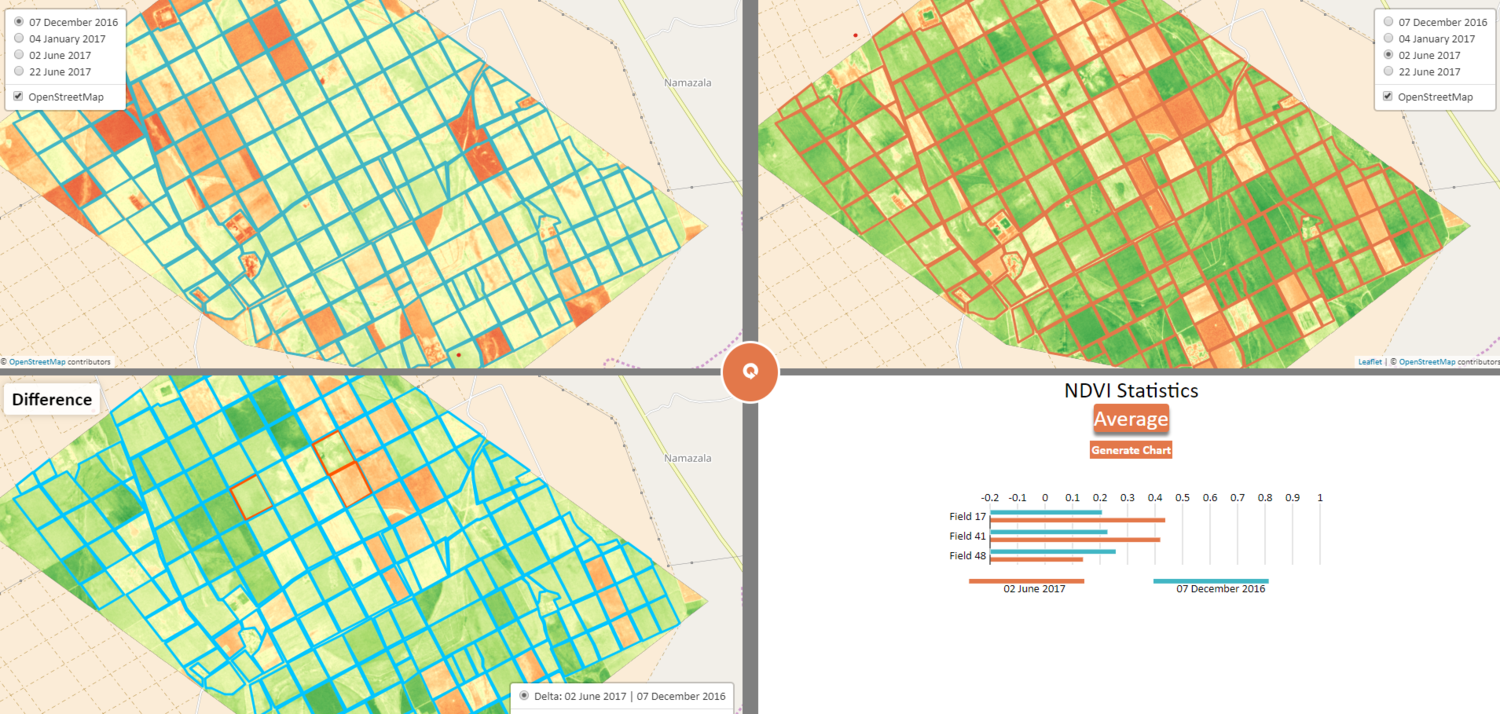 07 December 2016
04 January 2017
02 June 2017
22 June 2017
OpenStreetMap
Namazala
© OpenStreetMap contributors
07 December 2016
04 January 2017
02 June 2017
22 June 2017
OpenStreetMap
Leaflet | © OpenStreetMap contributors
Difference
Namazala
Delta: 02 June 2017 | 07 December 2016
NDVI Statistics
Average
Generate Chart
-0.2 -0.1 0 0.1 0.2 0.3 0.4 0.5 0.6 0.7 0.8 0.9 1
Field 17
Field 41
Field 48
02 June 2017 07 December 2016